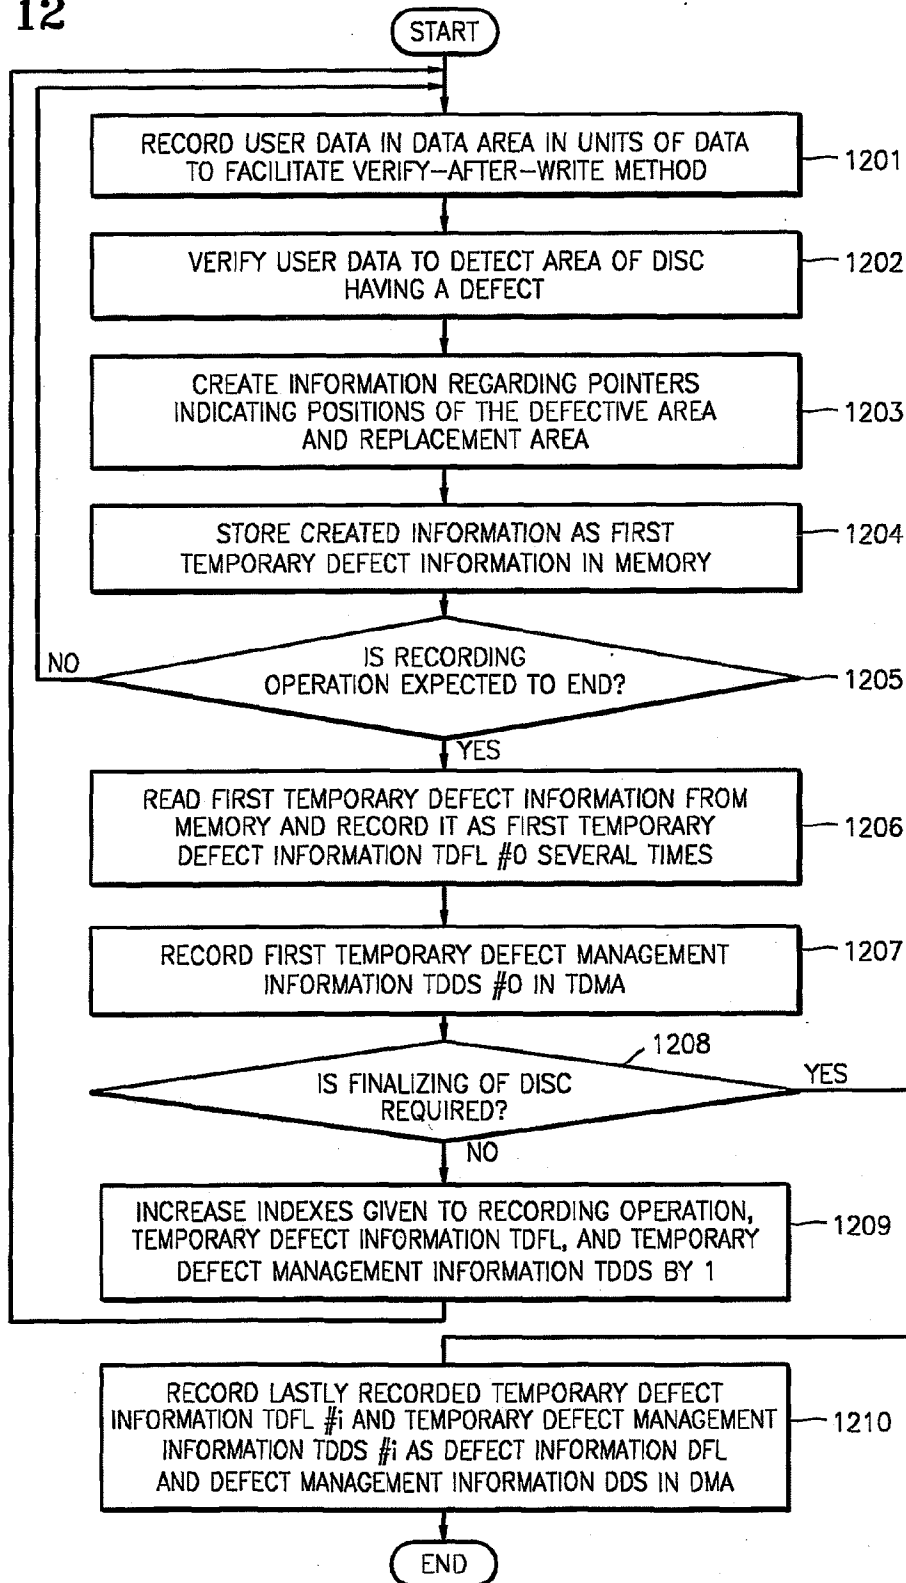 12
START
RECORD USER DATA IN DATA AREA IN UNITS OF DATA
TO FACILITATE VERIFY-AFTER-WRITE METHOD
1201
VERIFY USER DATA TO DETECT AREA OF DISC
HAVING A DEFECT
1202
CREATE INFORMATION REGARDING POINTERS
INDICATING POSITIONS OF THE DEFECTIVE AREA
AND REPLACEMENT AREA
1203
STORE CREATED INFORMATION AS FIRST
TEMPORARY DEFECT INFORMATION IN MEMORY
1204
NO
IS RECORDING
OPERATION EXPECTED TO END?
1205
YES
READ FIRST TEMPORARY DEFECT INFORMATION FROM
MEMORY AND RECORD IT AS FIRST TEMPORARY
DEFECT INFORMATION TDFL #0 SEVERAL TIMES
1206
RECORD FIRST TEMPORARY DEFECT MANAGEMENT
INFORMATION TDDS #0 IN TDMA
1207
1208
IS FINALIZING OF DISC
REQUIRED?
YES
NO
INCREASE INDEXES GIVEN TO RECORDING OPERATION,
TEMPORARY DEFECT INFORMATION TDFL, AND TEMPORARY
DEFECT MANAGEMENT INFORMATION TDDS BY 1
1209
RECORD LASTLY RECORDED TEMPORARY DEFECT
INFORMATION TDFL #i AND TEMPORARY DEFECT MANAGEMENT
INFORMATION TDDS #i AS DEFECT INFORMATION DFL
AND DEFECT MANAGEMENT INFORMATION DDS IN DMA
1210
END